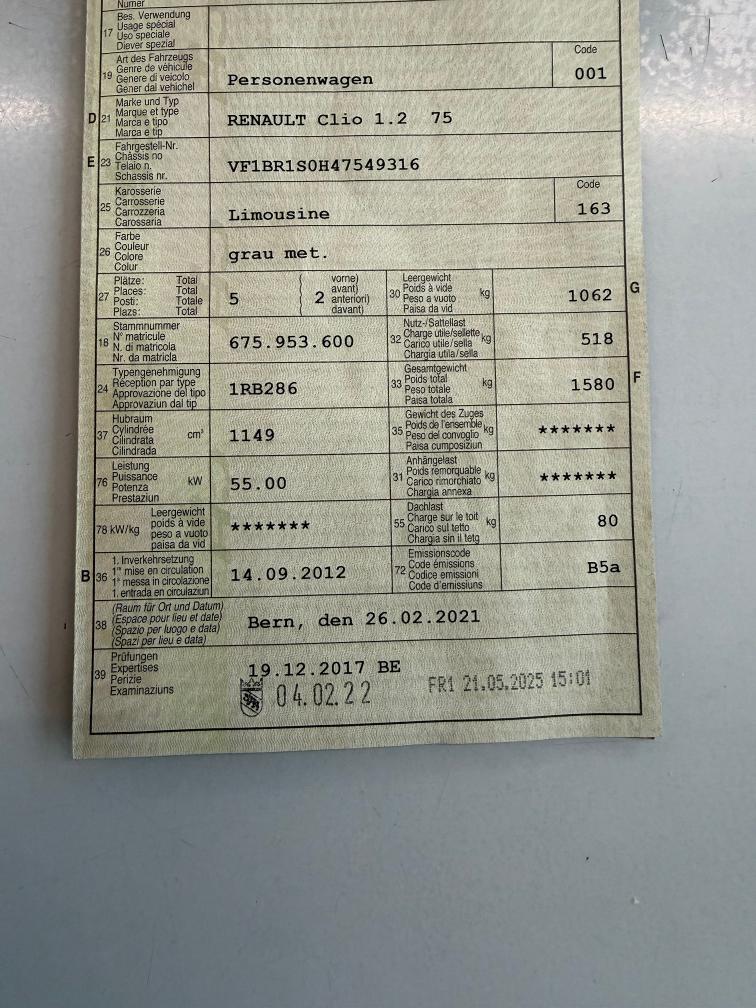 Numer
17 Bes. Verwendung
Usage spécial
Uso speciale
Diever spezial
19 Art des Fahrzeugs
Genre de véhicule
Genere di veicolo
Gener dal vehichel
Personenwagen
Code
001
D 21 Marke und Typ
Marque et type
Marca e tipo
Marca e tip
RENAULT Clio 1.2 75
E 23 Fahrgestell-Nr.
Châssis no
Telaio n.
Schassis nr.
VF1BR1S0H47549316
25 Karosserie
Carrosserie
Carrozzeria
Carossaria
Limousine
Code
163
26 Farbe
Couleur
Colore
Colur
grau met.
27 Plätze: Total
Places: Total
Posti: Totale
Plazs: Total
5
2
vorne)
avant)
anteriori)
davant)
30 Leergewicht
Poids à vide
Peso a vuoto
Paisa da vid
kg
1062
G
18 Stammnummer
N° matricule
N. di matricola
Nr. da matricla
675.953.600
32 Nutz-/Sattellast
Charge utile/sellette
Carico utile/sella
Chargia utila/sella
kg
518
24 Typengenehmigung
Réception par type
Approvazione del tipo
Approvaziun dal tip
1RB286
33 Gesamtgewicht
Poids total
Peso totale
Paisa totala
kg
1580
F
37 Hubraum
Cylindrée
Cilindrata
Cilindrada
cm³
1149
35 Gewicht des Zuges
Poids de l'ensemble
Peso del convoglio
Paisa cumposiziun
kg
*******
76 Leistung
Puissance
Potenza
Prestaziun
kW
55.00
31 Anhängelast
Poids remorquable
Carico rimorchiato
Chargia annexa
kg
*******
78 kW/kg
Leergewicht
poids à vide
peso a vuoto
paisa da vid
*******
55 Dachlast
Charge sur le toit
Carico sul tetto
Chargia sin il tetg
kg
80
B 36 1. Inverkehrsetzung
1re mise en circulation
1a messa in circolazione
1. entrada en circulaziun
14.09.2012
72 Emissionscode
Code émissions
Codice emissioni
Code d'emissiuns
B5a
38 (Raum für Ort und Datum)
(Espace pour lieu et date)
(Spazio per luogo e data)
(Spazi per lieu e data)
Bern, den 26.02.2021
39 Prüfungen
Expertises
Perizie
Examinaziuns
19.12.2017 BE
04.02.22
FR1 21.05.2025 15:01